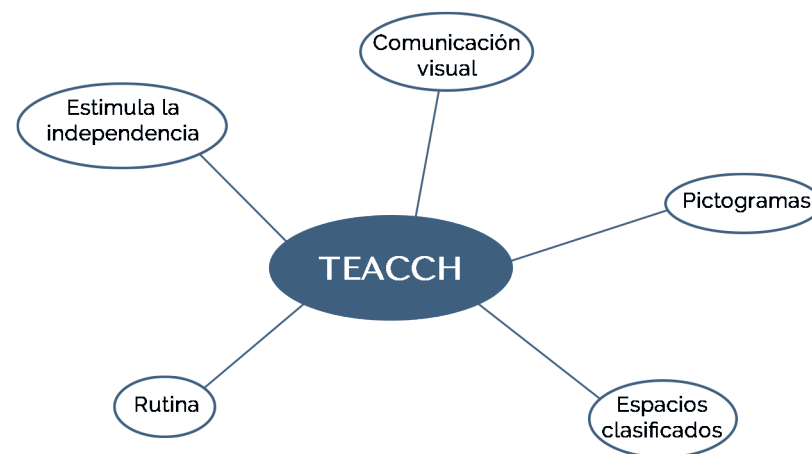 Comunicación
visual
Estimula la
independencia
Pictogramas
TEACCH
Rutina
Espacios
clasificados